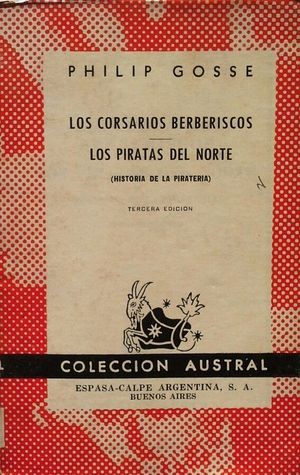 PHILIP GOSSE
LOS CORSARIOS BERBERISCOS
LOS PIRATAS DEL NORTE
(HISTORIA DE LA PIRATERIA)
TERCERA EDICION
COLECCION AUSTRAL
ESPASA-CALPE ARGENTINA, S. A.
BUENOS AIRES